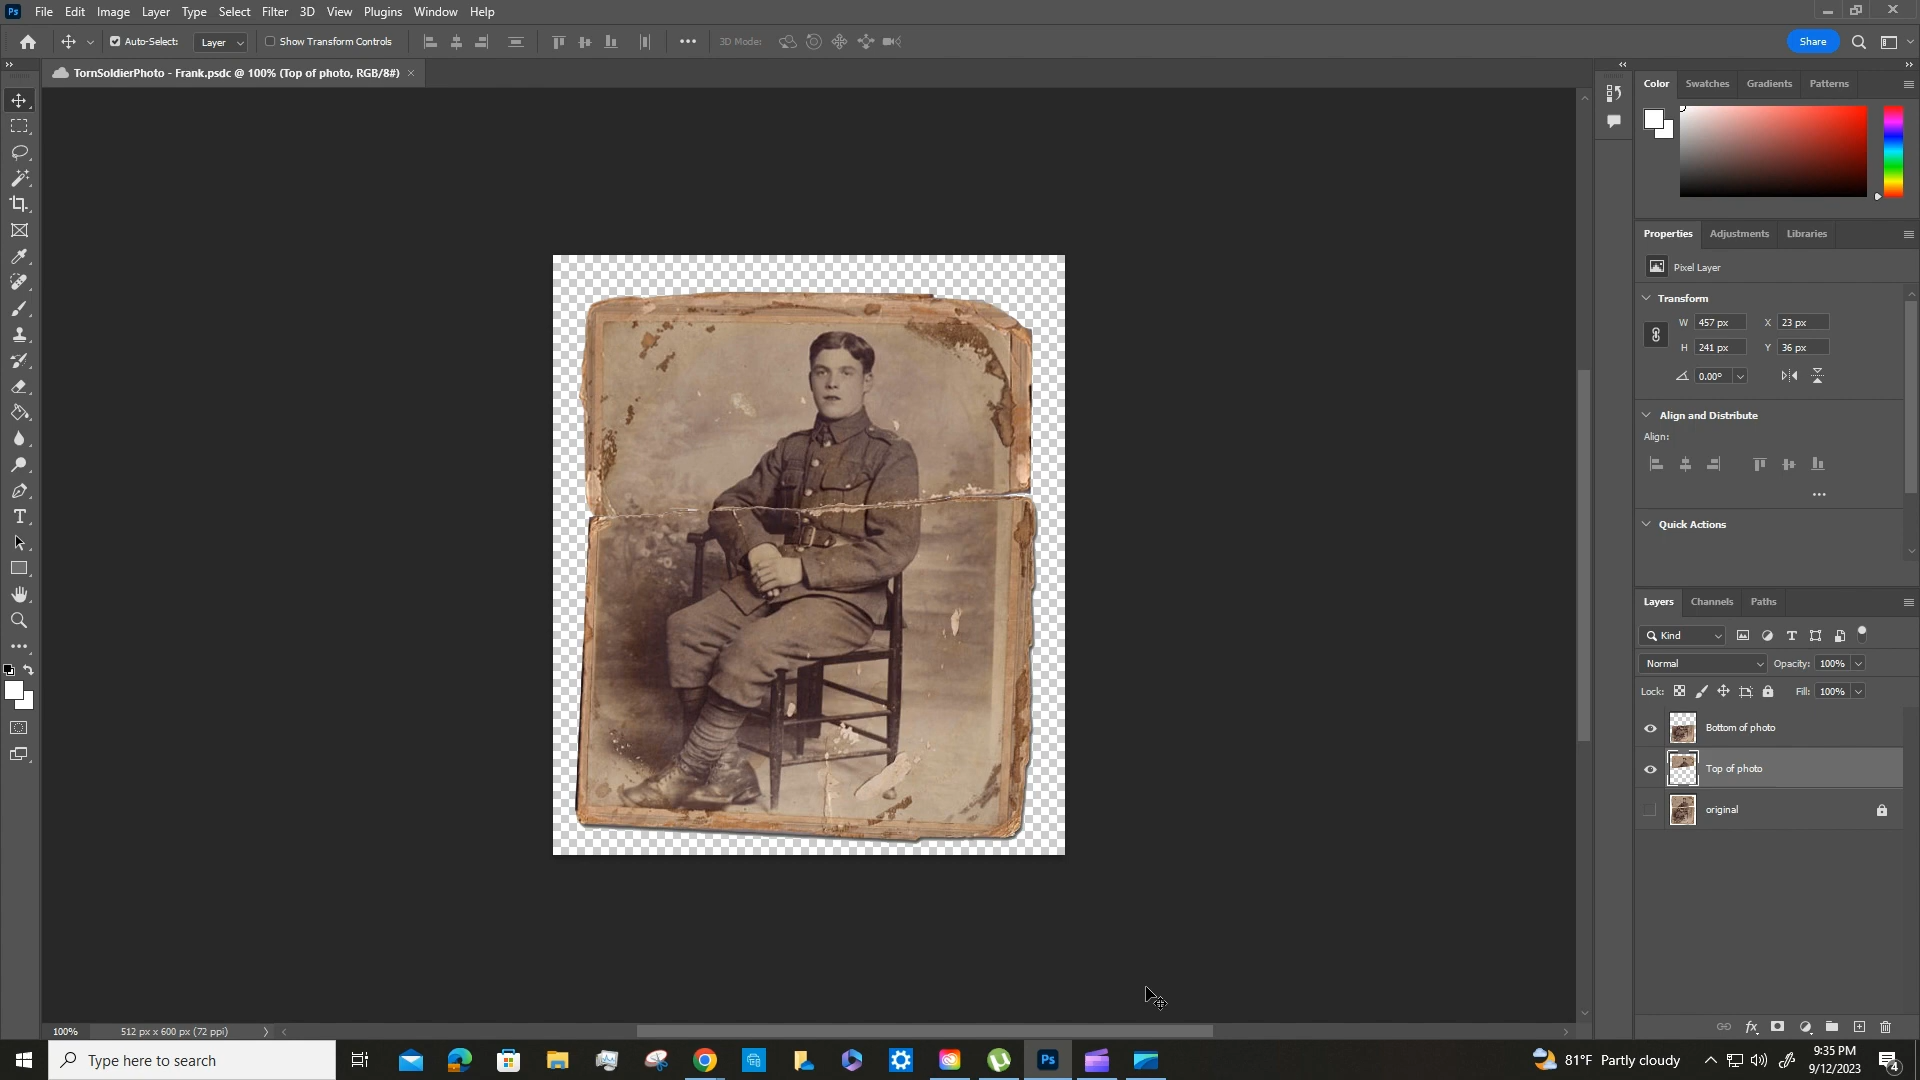 Ps File Edit Image Layer Type Select Filter 3D View Plugins Window Help
Auto-Select: Layer Show Transform Controls 3D Mode: Share
TornSoldierPhoto - Frank.psdc @ 100% (Top of photo, RGB/8#) ×
Color Swatches Gradients Patterns
Properties Adjustments Libraries
Pixel Layer
Transform
W 457 px X 23 px
H 241 px Y 36 px
0.00°
Align and Distribute
Align:
Quick Actions
Layers Channels Paths
Kind
Normal Opacity: 100%
Lock: Fill: 100%
Bottom of photo
Top of photo
original
100% 512 px x 600 px (72 ppi)
Type here to search
Ps
81°F Partly cloudy
9:35 PM
9/12/2023
4